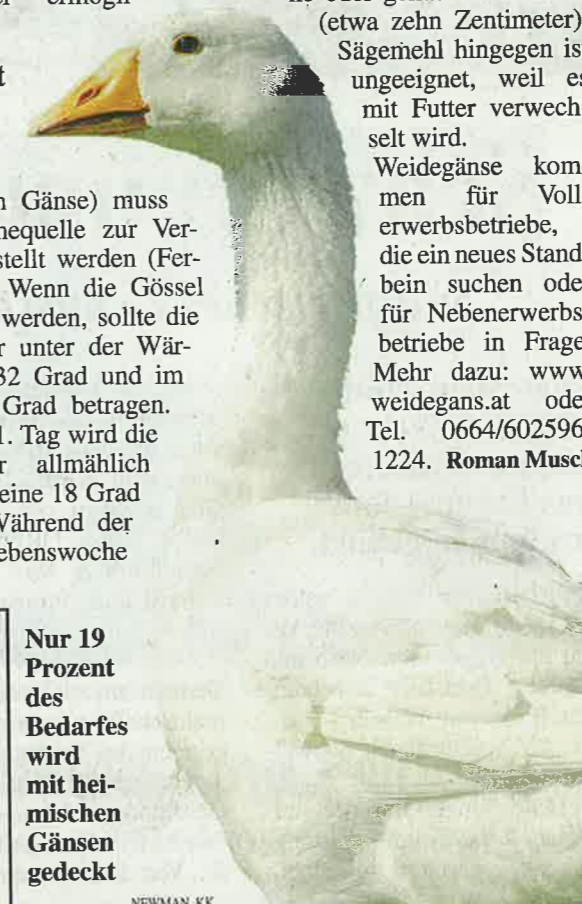 t
n Gänse) muss
nequelle zur Ver-
stellt werden (Fer-
Wenn die Gössel
werden, sollte die
r unter der Wär-
32 Grad und im
Grad betragen.
1. Tag wird die
r allmählich
eine 18 Grad
Während der
ebenswoche
Nur 19
Prozent
des
Bedarfes
wird
mit hei-
mischen
Gänsen
gedeckt
NEWMAN, KK
(etwa zehn Zentimeter)
Sägemehl hingegen is
ungeeignet, weil es
mit Futter verwech
selt wird.
Weidegänse kom
men für Voll
erwerbsbetriebe,
die ein neues Stand
bein suchen ode
für Nebenerwerbs
betriebe in Frage
Mehr dazu: www
weidegans.at ode
Tel. 0664/602596
1224. Roman Musch